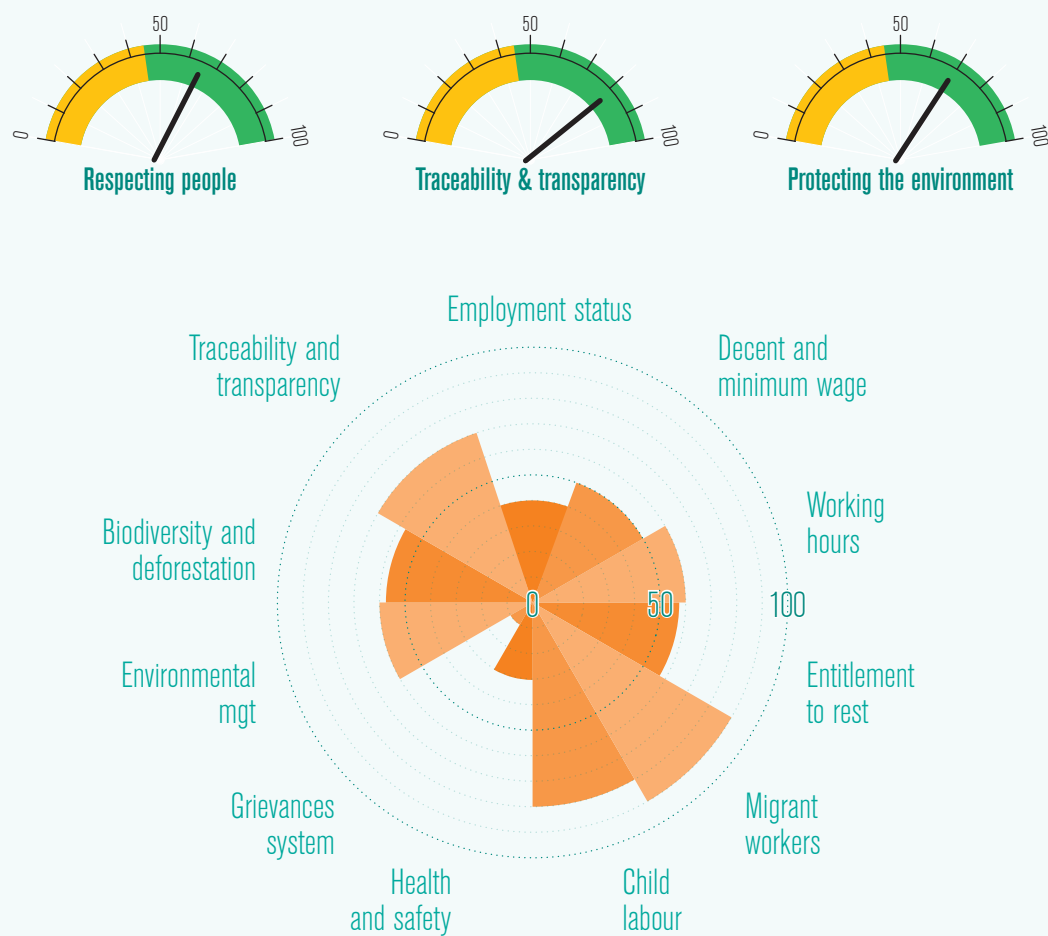 50
0
100
Respecting people
50
0
100
Traceability & transparency
50
0
100
Protecting the environment
Employment status
Traceability and
transparency
Decent and
minimum wage
Working
hours
Biodiversity and
deforestation
0
50
100
Environmental
mgt
Entitlement
to rest
Grievances
system
Migrant
workers
Health
and safety
Child
labour